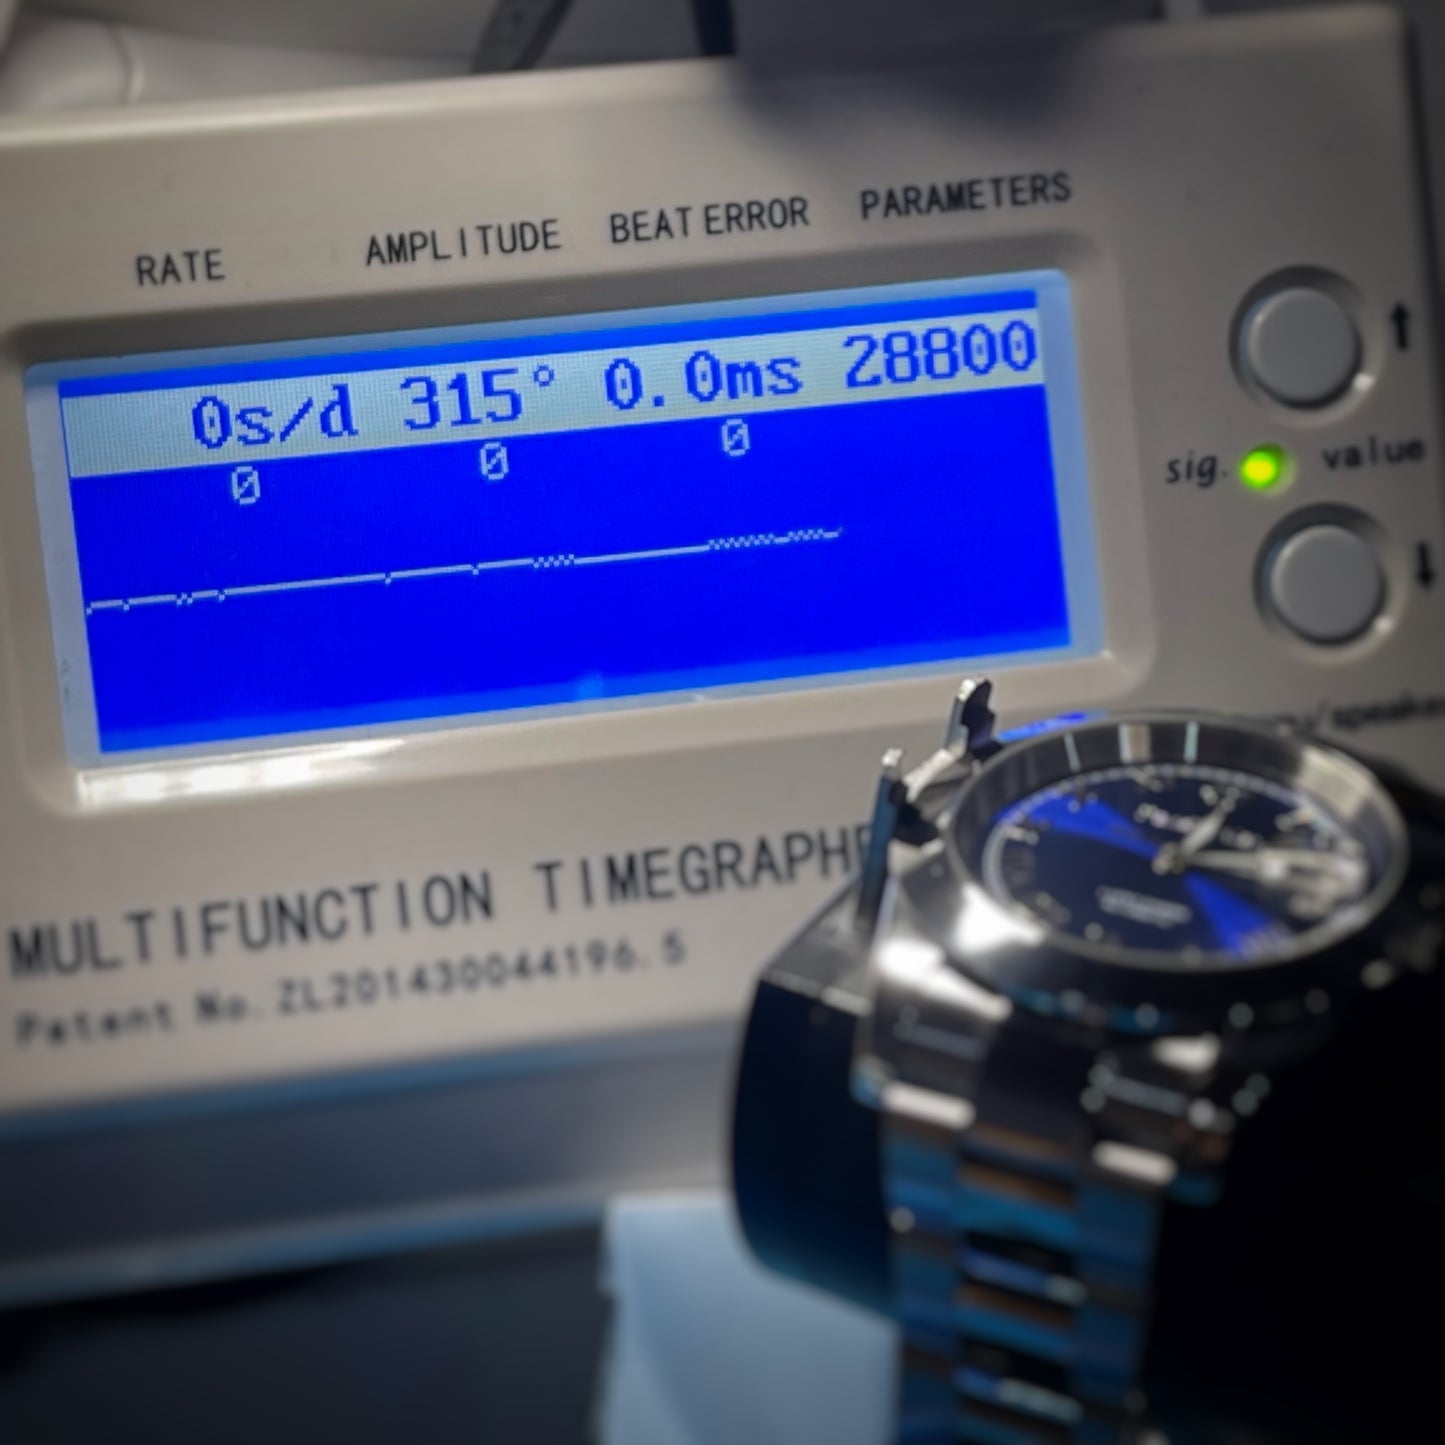 RATE AMPLITUDE BEAT ERROR PARAMETERS
0s/d 315° 0.0ms 28800
0 0 0
sig. value
MULTIFUNCTION TIMEGRAPHE
Patent No. ZL201430044196.5